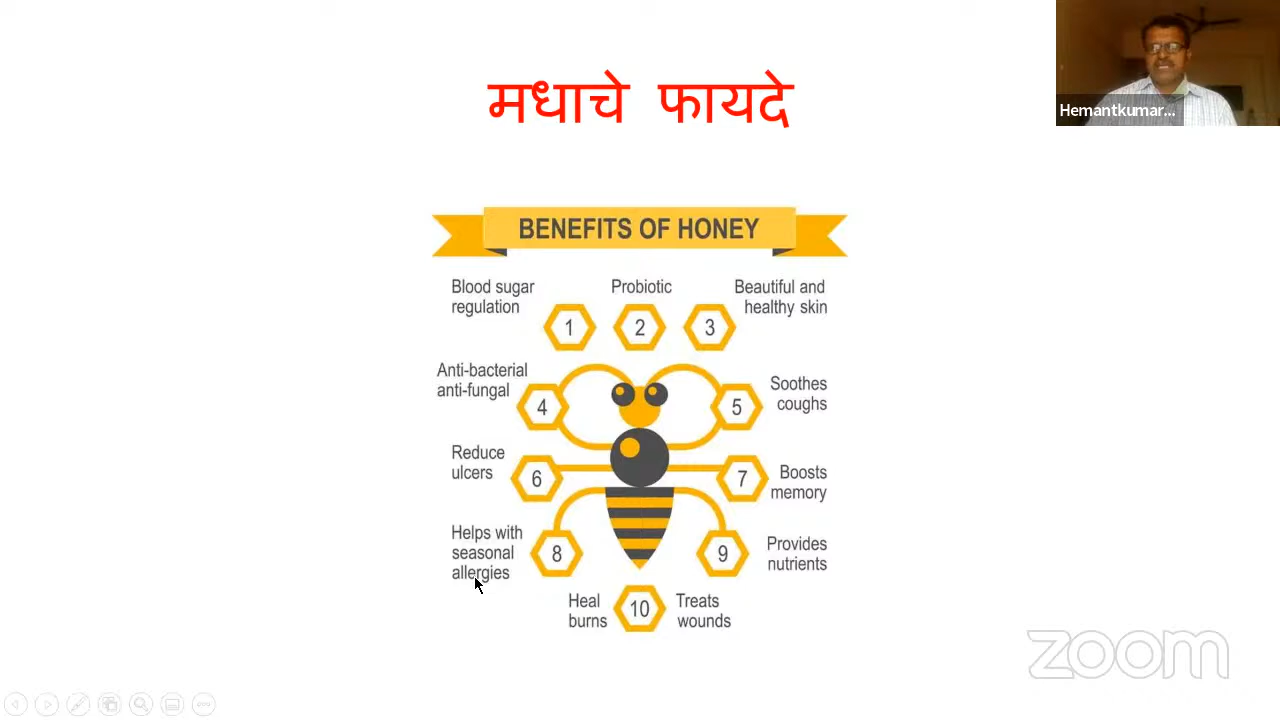 मधाचे फायदे
Hemantkumar...
BENEFITS OF HONEY
Blood sugar
regulation
1
Probiotic
2
Beautiful and
healthy skin
3
Anti-bacterial
anti-fungal
4
Soothes
coughs
5
Reduce
ulcers
6
Boosts
memory
7
Helps with
seasonal
allergies
8
Provides
nutrients
9
Heal
burns
10
Treats
wounds
zoom